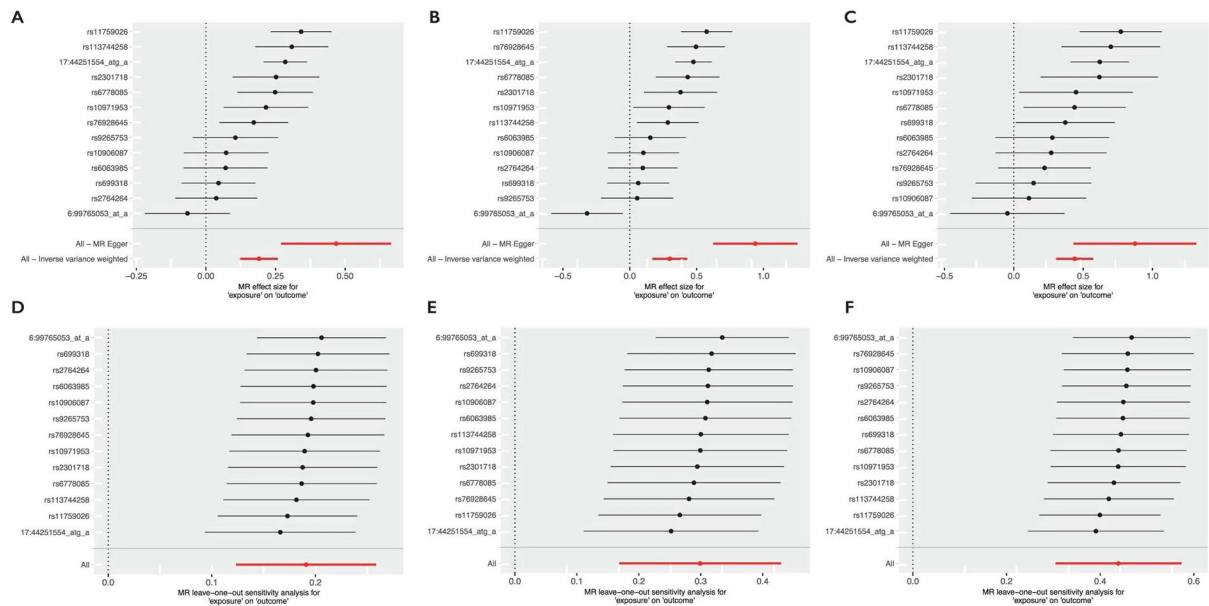 A
rs11759026
rs113744258
17:44251554_atg_a
rs2301718
rs6778085
rs10971953
rs76928645
rs9265753
rs10906087
rs6063985
rs699318
rs2764264
6:99765053_at_a
All – MR Egger
All – Inverse variance weighted
−0.25 0.00 0.25 0.50
MR effect size for
'exposure' on 'outcome'
B
rs11759026
rs76928645
17:44251554_atg_a
rs6778085
rs2301718
rs10971953
rs113744258
rs6063985
rs10906087
rs2764264
rs699318
rs9265753
6:99765053_at_a
All – MR Egger
All – Inverse variance weighted
−0.5 0.0 0.5 1.0
MR effect size for
'exposure' on 'outcome'
C
rs11759026
rs113744258
17:44251554_atg_a
rs2301718
rs10971953
rs6778085
rs699318
rs6063985
rs2764264
rs76928645
rs9265753
rs10906087
6:99765053_at_a
All – MR Egger
All – Inverse variance weighted
−0.5 0.0 0.5 1.0
MR effect size for
'exposure' on 'outcome'
D
6:99765053_at_a
rs699318
rs2764264
rs6063985
rs10906087
rs9265753
rs76928645
rs10971953
rs2301718
rs6778085
rs113744258
rs11759026
17:44251554_atg_a
All
0.0 0.1 0.2
MR leave−one−out sensitivity analysis for
'exposure' on 'outcome'
E
6:99765053_at_a
rs699318
rs9265753
rs2764264
rs10906087
rs6063985
rs113744258
rs10971953
rs2301718
rs6778085
rs76928645
rs11759026
17:44251554_atg_a
All
0.0 0.1 0.2 0.3 0.4
MR leave−one−out sensitivity analysis for
'exposure' on 'outcome'
F
6:99765053_at_a
rs76928645
rs10906087
rs9265753
rs2764264
rs6063985
rs699318
rs6778085
rs10971953
rs2301718
rs113744258
rs11759026
17:44251554_atg_a
All
0.0 0.2 0.4 0.6
MR leave−one−out sensitivity analysis for
'exposure' on 'outcome'